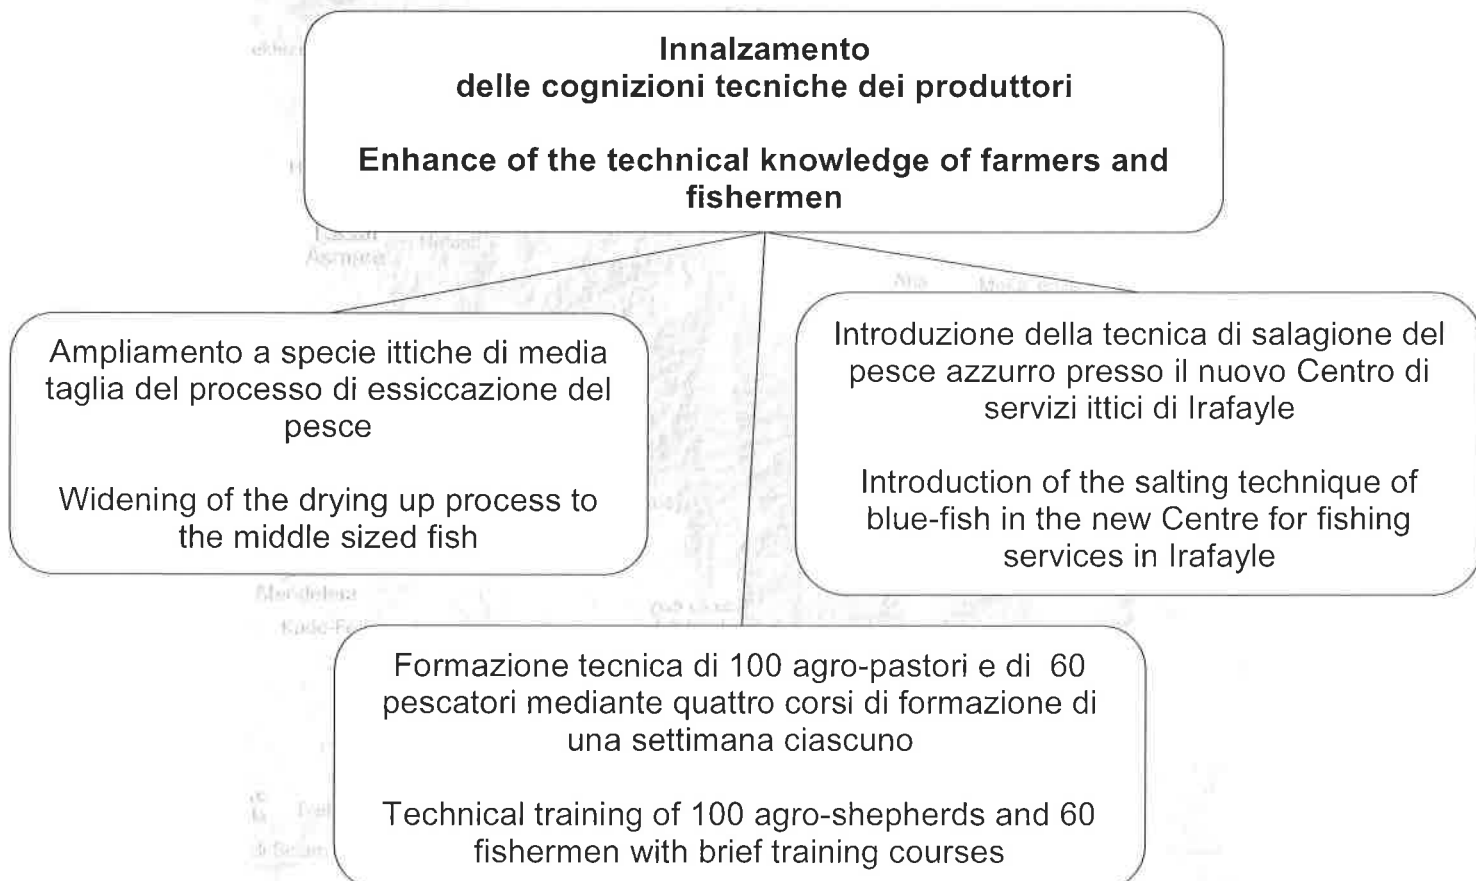 Innalzamento
delle cognizioni tecniche dei produttori
Enhance of the technical knowledge of farmers and
fishermen
Ampliamento a specie ittiche di media
taglia del processo di essiccazione del
pesce
Widening of the drying up process to
the middle sized fish
Introduzione della tecnica di salagione del
pesce azzurro presso il nuovo Centro di
servizi ittici di Irafayle
Introduction of the salting technique of
blue-fish in the new Centre for fishing
services in Irafayle
Formazione tecnica di 100 agro-pastori e di 60
pescatori mediante quattro corsi di formazione di
una settimana ciascuno
Technical training of 100 agro-shepherds and 60
fishermen with brief training courses
Asmara
Mendefera